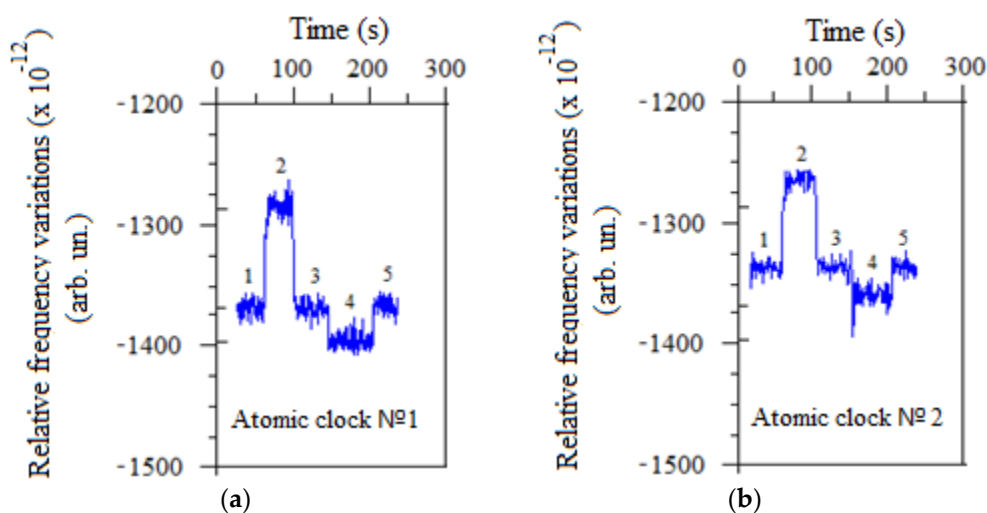 Time (s)
0 100 200 300
Relative frequency variations (x 10^-12)
(arb. un.)
-1200
-1300
-1400
-1500
1
2
3
4
5
Atomic clock №1
(a)
Time (s)
0 100 200 300
Relative frequency variations (x 10^-12)
(arb. un.)
-1200
-1300
-1400
-1500
1
2
3
4
5
Atomic clock № 2
(b)